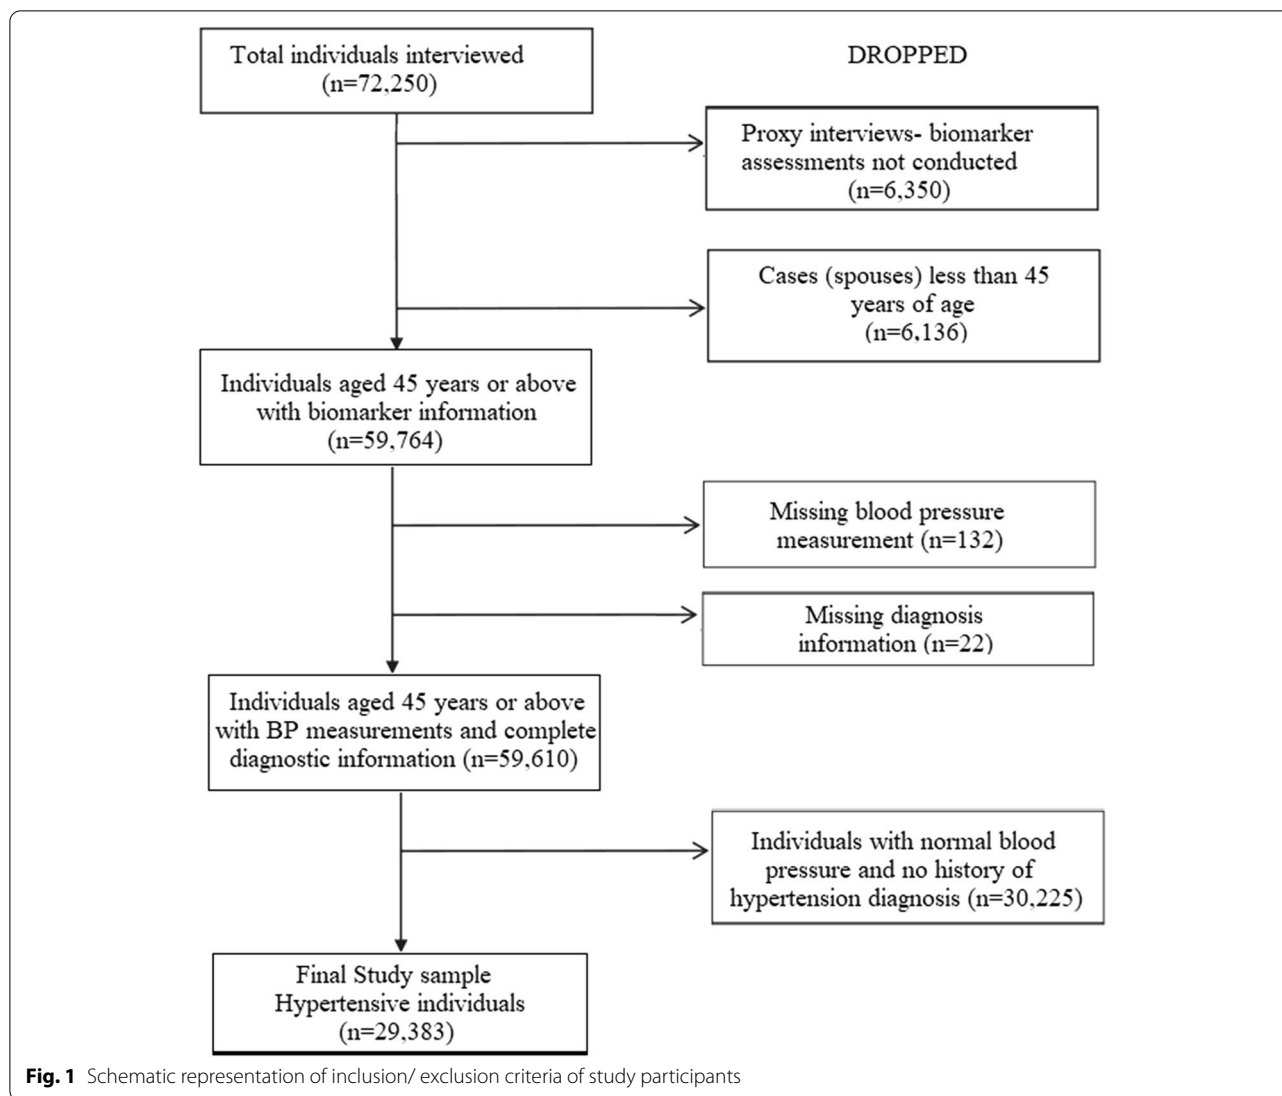 Total individuals interviewed
(n=72,250)
DROPPED
Proxy interviews- biomarker
assessments not conducted
(n=6,350)
Cases (spouses) less than 45
years of age
(n=6,136)
Individuals aged 45 years or above
with biomarker information
(n=59,764)
Missing blood pressure
measurement (n=132)
Missing diagnosis
information (n=22)
Individuals aged 45 years or above
with BP measurements and complete
diagnostic information (n=59,610)
Individuals with normal blood
pressure and no history of
hypertension diagnosis (n=30,225)
Final Study sample
Hypertensive individuals
(n=29,383)
Fig. 1 Schematic representation of inclusion/ exclusion criteria of study participants